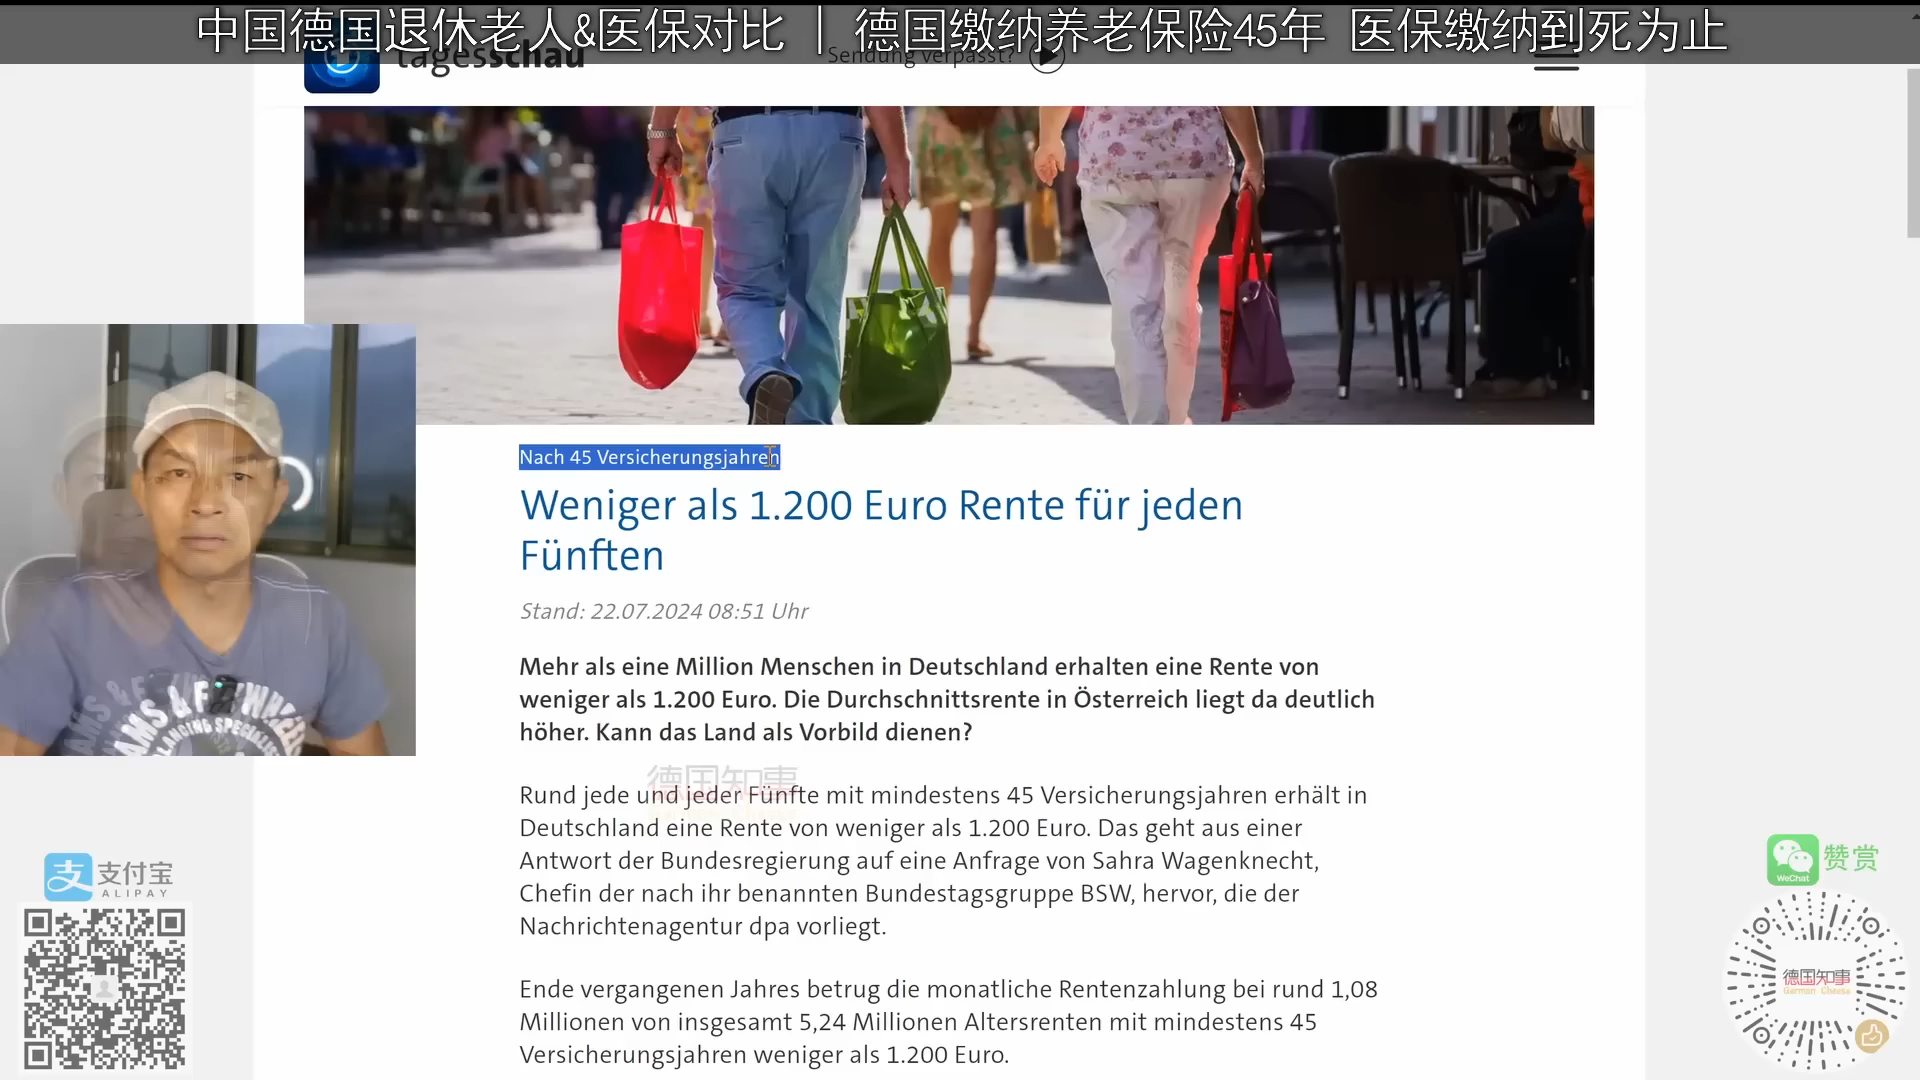 中国德国退休老人&医保对比 | 德国缴纳养老保险45年 医保缴纳到死为止
tagesschau
Sendung verpasst?
Nach 45 Versicherungsjahren
Weniger als 1.200 Euro Rente für jeden
Fünften
Stand: 22.07.2024 08:51 Uhr
Mehr als eine Million Menschen in Deutschland erhalten eine Rente von
weniger als 1.200 Euro. Die Durchschnittsrente in Österreich liegt da deutlich
höher. Kann das Land als Vorbild dienen?
德国知事
Rund jede und jeder Fünfte mit mindestens 45 Versicherungsjahren erhält in
Deutschland eine Rente von weniger als 1.200 Euro. Das geht aus einer
Antwort der Bundesregierung auf eine Anfrage von Sahra Wagenknecht,
Chefin der nach ihr benannten Bundestagsgruppe BSW, hervor, die der
Nachrichtenagentur dpa vorliegt.
Ende vergangenen Jahres betrug die monatliche Rentenzahlung bei rund 1,08
Millionen von insgesamt 5,24 Millionen Altersrenten mit mindestens 45
Versicherungsjahren weniger als 1.200 Euro.
支 支付宝
ALIPAY
WeChat
赞赏
德国知事
German Cheese